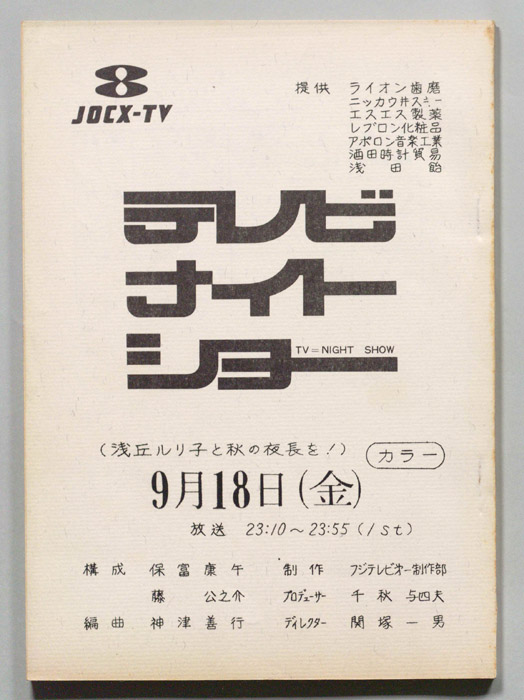 JOCX-TV
提供 ライオン歯磨
ニッカウ井スキー
エスエス製薬
レブロン化粧品
アポロン音楽工業
酒田時計貿易
浅田飴
テレビ
ナイト
ショー
TV=NIGHT SHOW
(浅丘ルリ子と秋の夜長を!) カラー
9月18日(金)
放送 23:10～23:55(1st)
構成 保富康午 制作 フジテレビ第一制作部
藤公之介 プロデューサー 千秋与四夫
編曲 神津善行 ディレクター 関塚一男